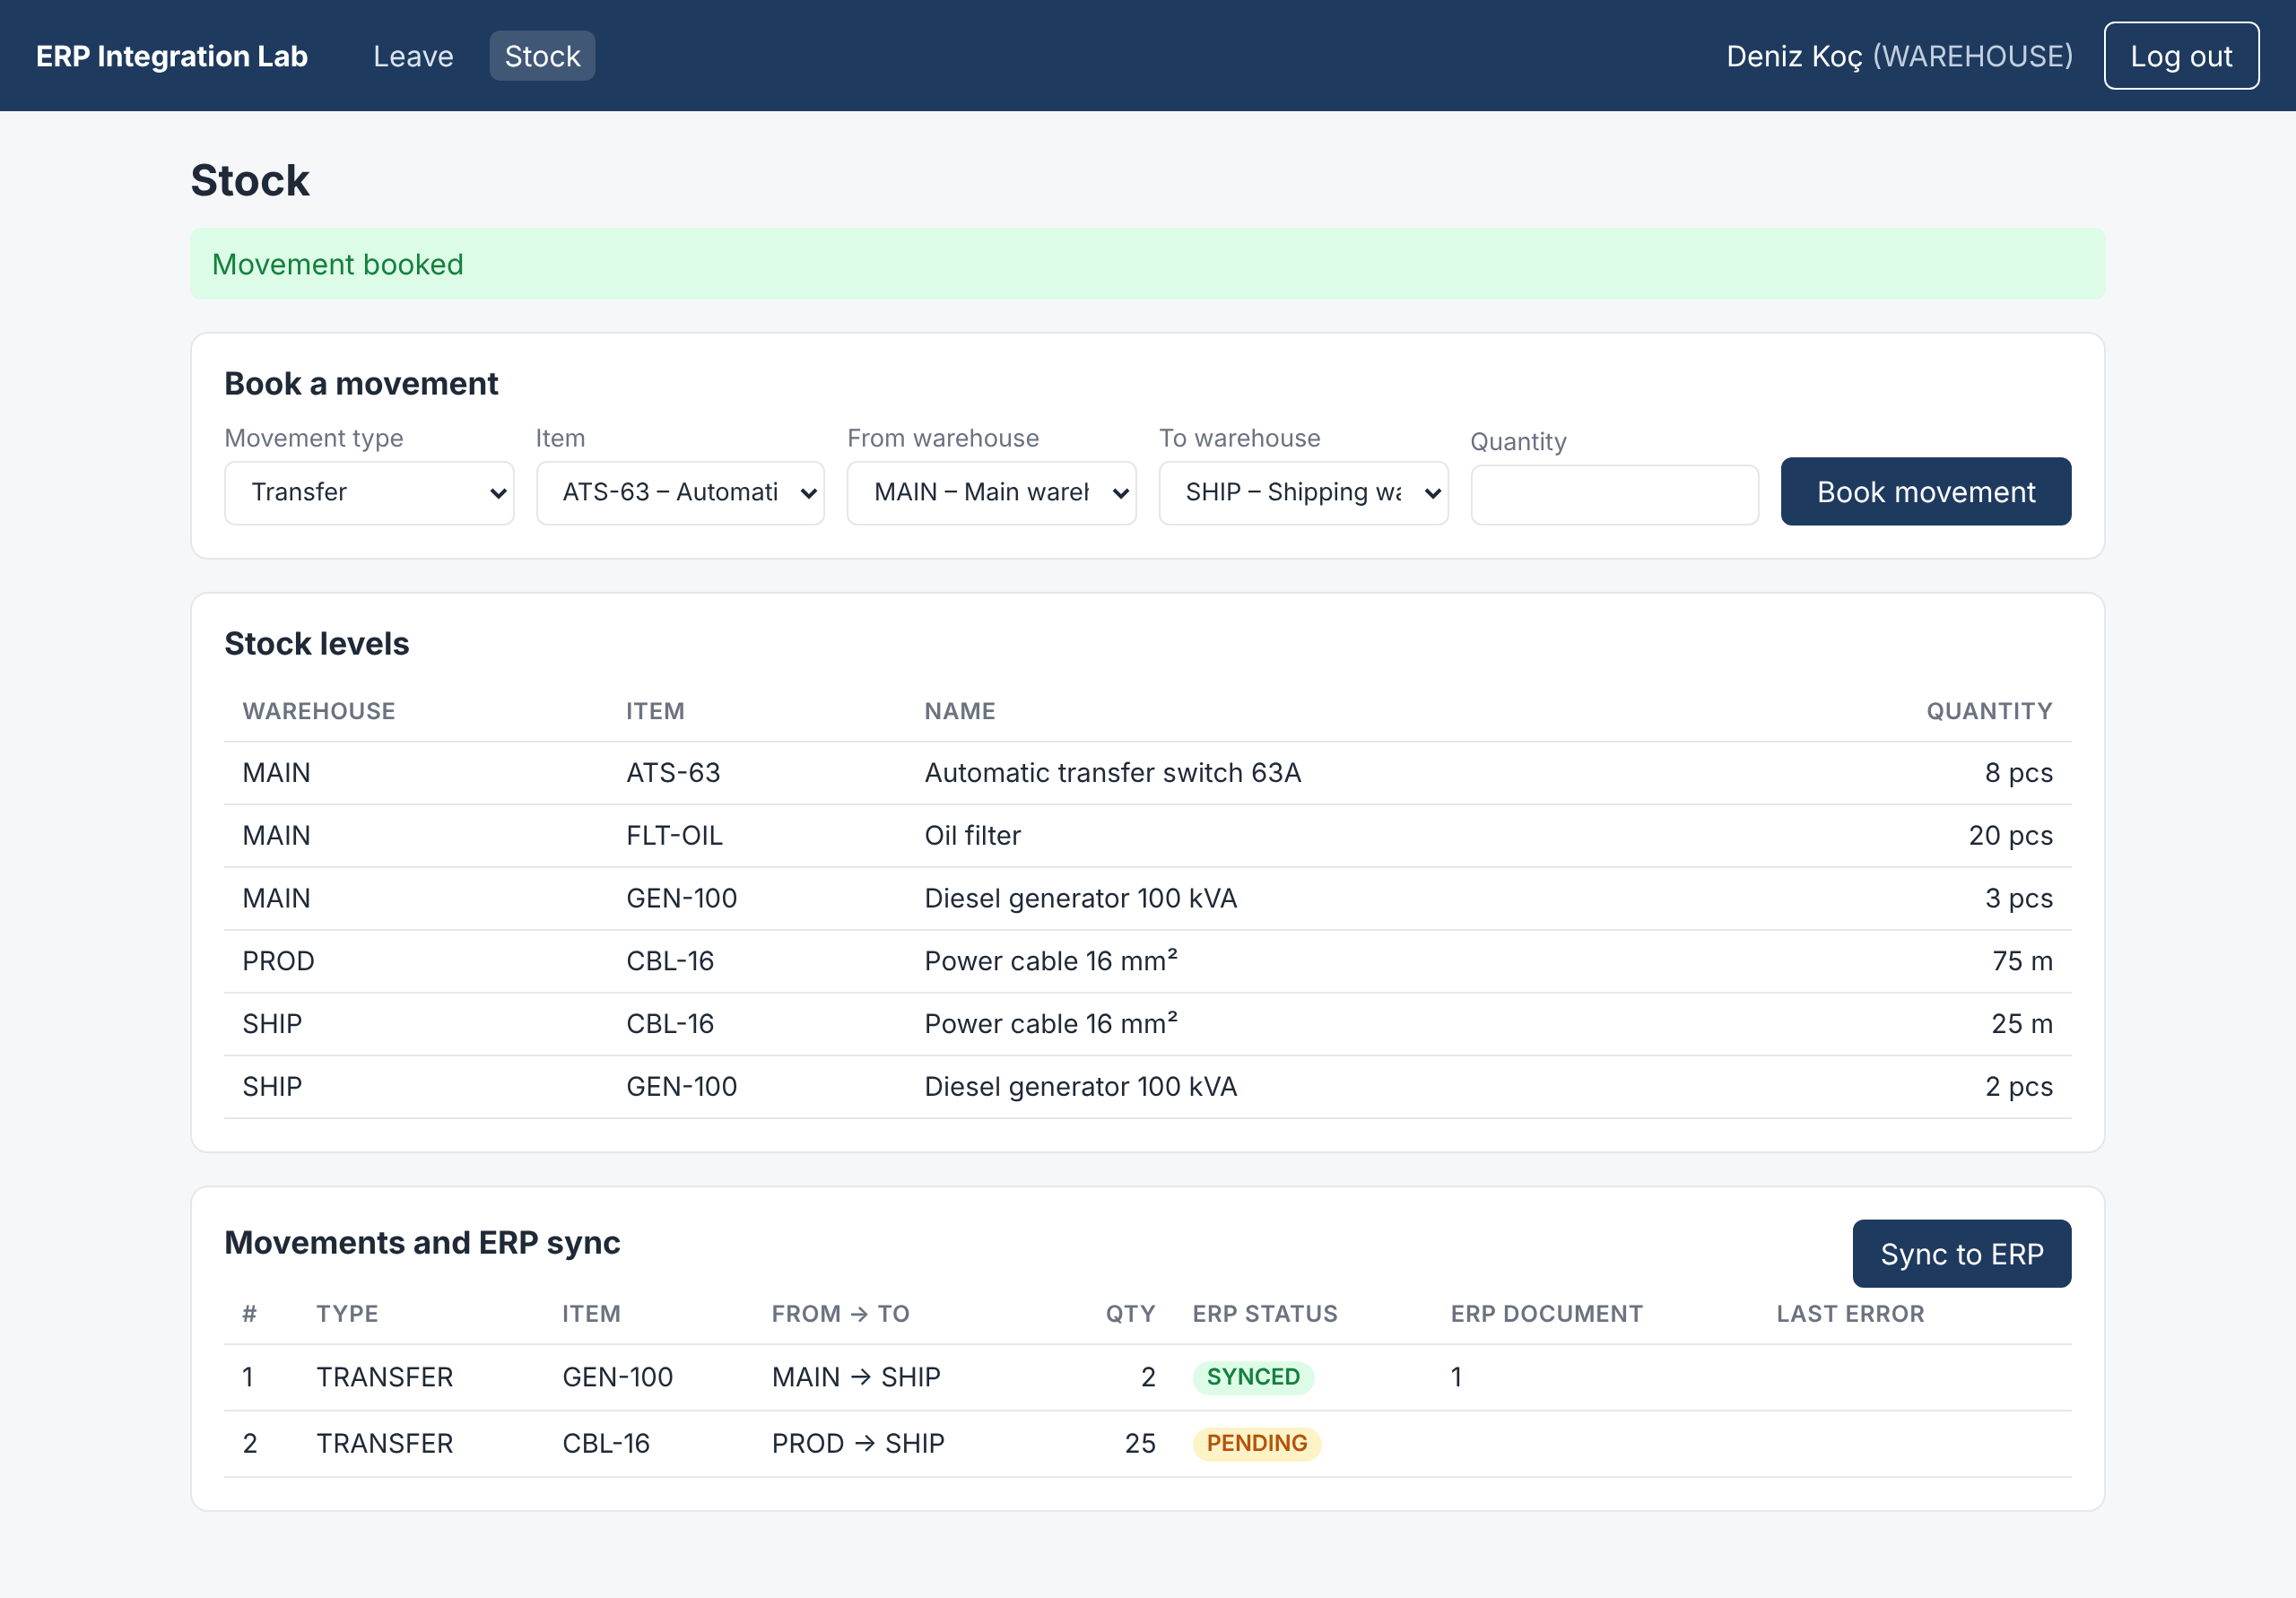 ERP Integration Lab Leave Stock Deniz Koç (WAREHOUSE) Log out
Stock
Movement booked
Book a movement
Movement type Item From warehouse To warehouse Quantity
Transfer ATS-63 – Automati MAIN – Main SHIP – Shipping Book movement
Stock levels
WAREHOUSE ITEM NAME QUANTITY
MAIN ATS-63 Automatic transfer switch 63A 8 pcs
MAIN FLT-OIL Oil filter 20 pcs
MAIN GEN-100 Diesel generator 100 kVA 3 pcs
PROD CBL-16 Power cable 16 mm² 75 m
SHIP CBL-16 Power cable 16 mm² 25 m
SHIP GEN-100 Diesel generator 100 kVA 2 pcs
Movements and ERP sync Sync to ERP
# TYPE ITEM FROM → TO QTY ERP STATUS ERP DOCUMENT LAST ERROR
1 TRANSFER GEN-100 MAIN → SHIP 2 SYNCED 1
2 TRANSFER CBL-16 PROD → SHIP 25 PENDING